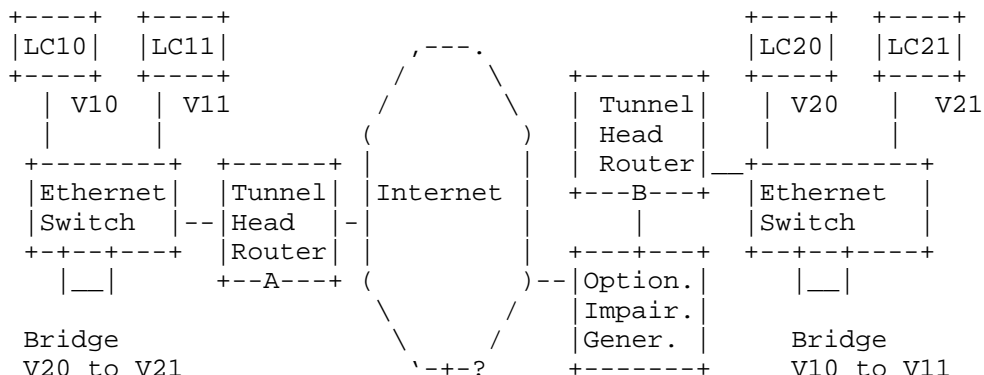 LC10 LC11 LC20 LC21
V10 V11 Tunnel V20 V21
Head
Router
Ethernet Tunnel Internet B Ethernet
Switch Head Switch
Router
A Option.
Impair.
Bridge Gener. Bridge
V20 to V21 V10 to V11